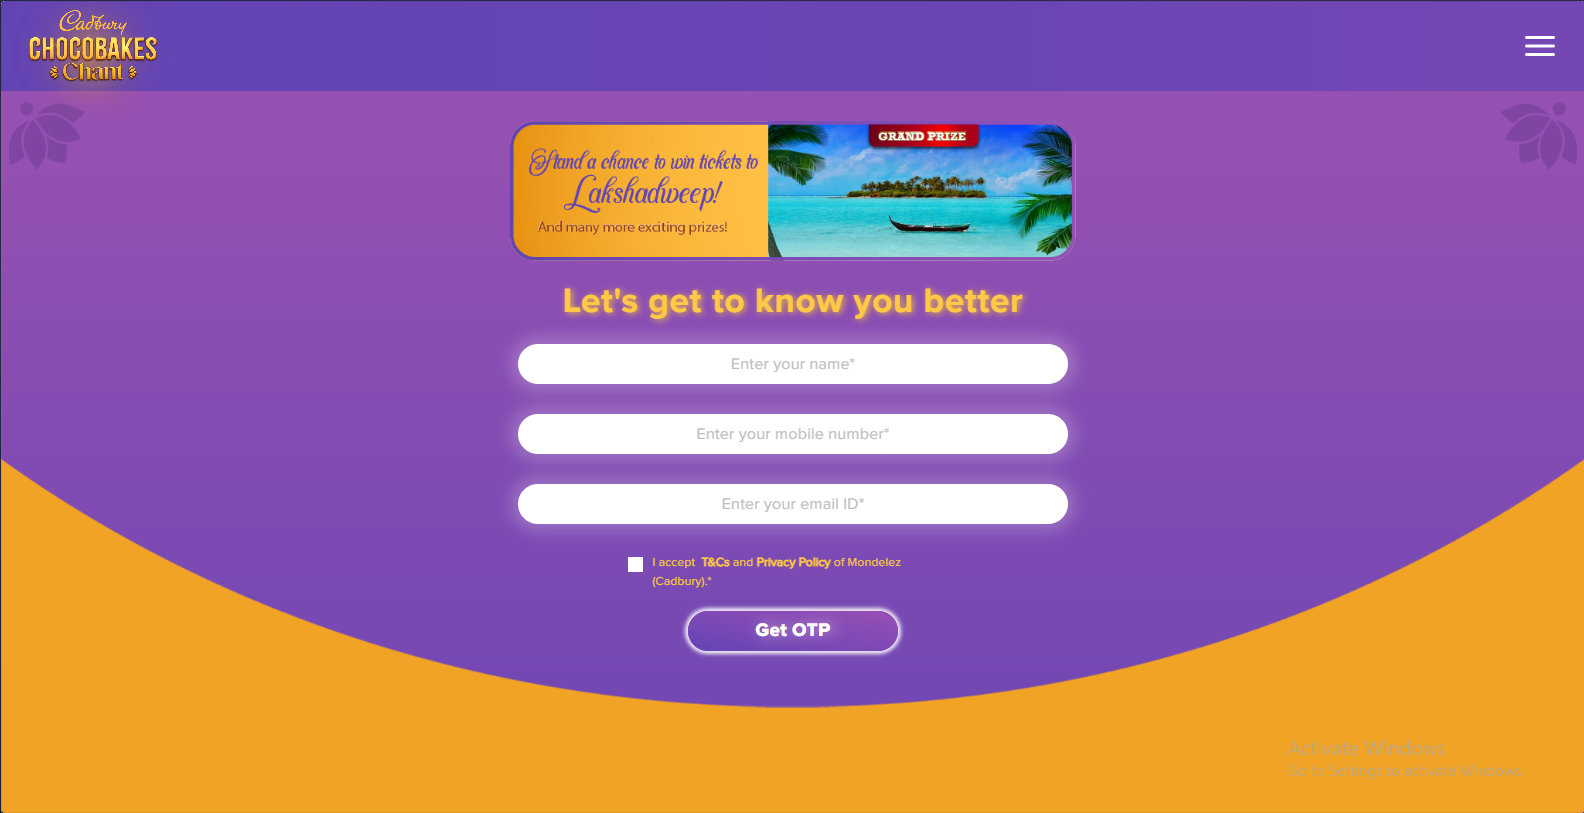 Cadbury
CHOCOBAKES
Chant
Stand a chance to win tickets to
Lakshadweep!
And many more exciting prizes!
GRAND PRIZE
Let's get to know you better
Enter your name*
Enter your mobile number*
Enter your email ID*
I accept T&Cs and Privacy Policy of Mondelez
(Cadbury).*
Get OTP
Activate Windows
Go to Settings to activate Windows.